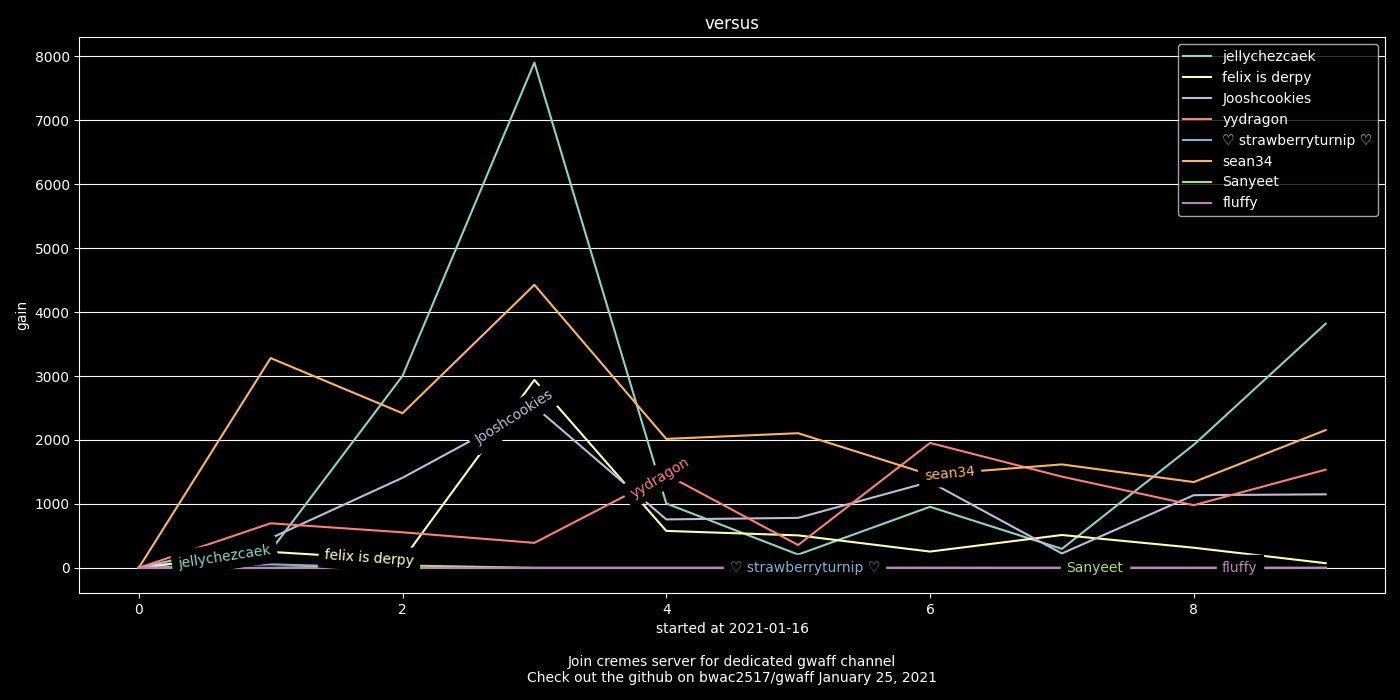 versus
8000
7000
6000
5000
4000
3000
2000
1000
0
gain
jellychezcaek
felix is derpy
Jooshcookies
yydragon
♡ strawberryturnip ♡
sean34
Sanyeet
fluffy
Jooshcookies
yydragon
sean34
jellychezcaek
felix is derpy
♡ strawberryturnip ♡
Sanyeet
fluffy
0 2 4 6 8
started at 2021-01-16
Join cremes server for dedicated gwaff channel
Check out the github on bwac2517/gwaff January 25, 2021